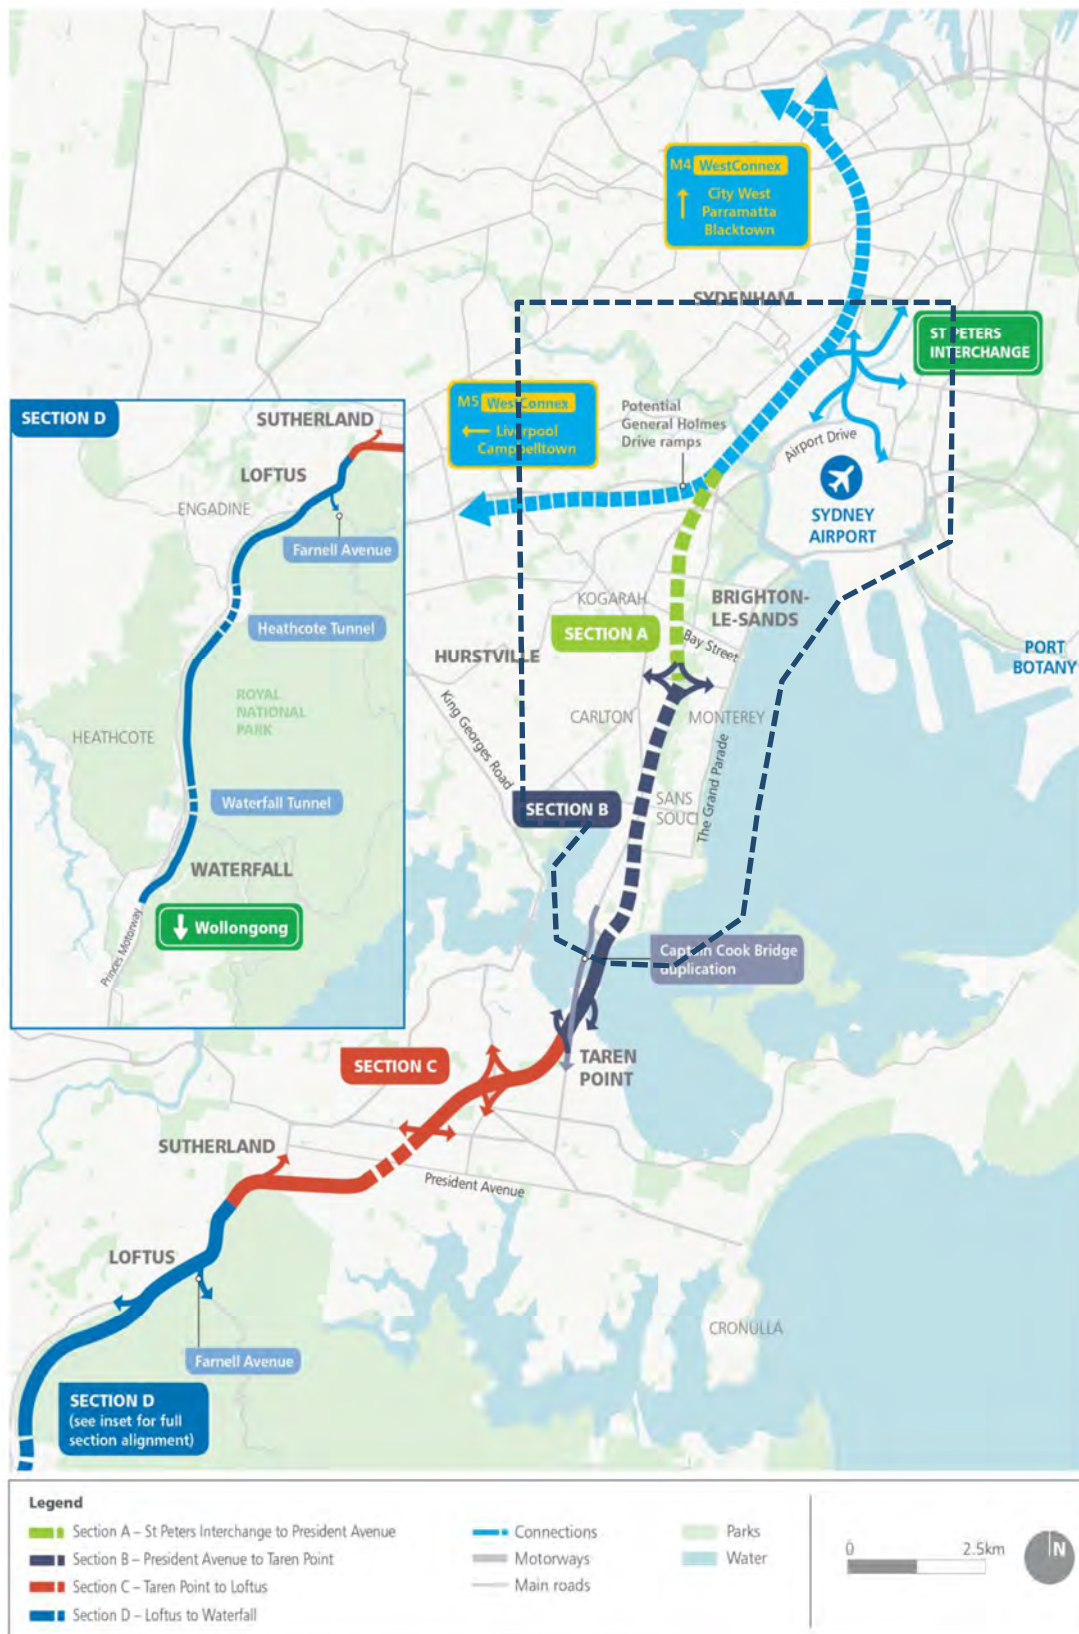 M4 WestConnex
City West
Parramatta
Blacktown
SYDENHAM
ST PETERS
INTERCHANGE
M5 WestConnex
Liverpool
Campbelltown
Potential
General Holmes
Drive ramps
Airport Drive
SYDNEY
AIRPORT
SECTION D
SUTHERLAND
LOFTUS
ENGADINE
Farnell Avenue
Heathcote Tunnel
ROYAL
NATIONAL
PARK
HEATHCOTE
Waterfall Tunnel
WATERFALL
Wollongong
Princes Motorway
KOGARAH
BRIGHTON-
LE-SANDS
SECTION A
Bay Street
HURSTVILLE
PORT
BOTANY
King Georges Road
CARLTON
MONTEREY
The Grand Parade
SECTION B
SANS
SOUCI
Captain Cook Bridge
duplication
SECTION C
TAREN
POINT
SUTHERLAND
President Avenue
LOFTUS
CRONULLA
Farnell Avenue
SECTION D
(see inset for full
section alignment)
Legend
Section A – St Peters Interchange to President Avenue
Section B – President Avenue to Taren Point
Section C – Taren Point to Loftus
Section D – Loftus to Waterfall
Connections
Motorways
Main roads
Parks
Water
0 2.5km
N